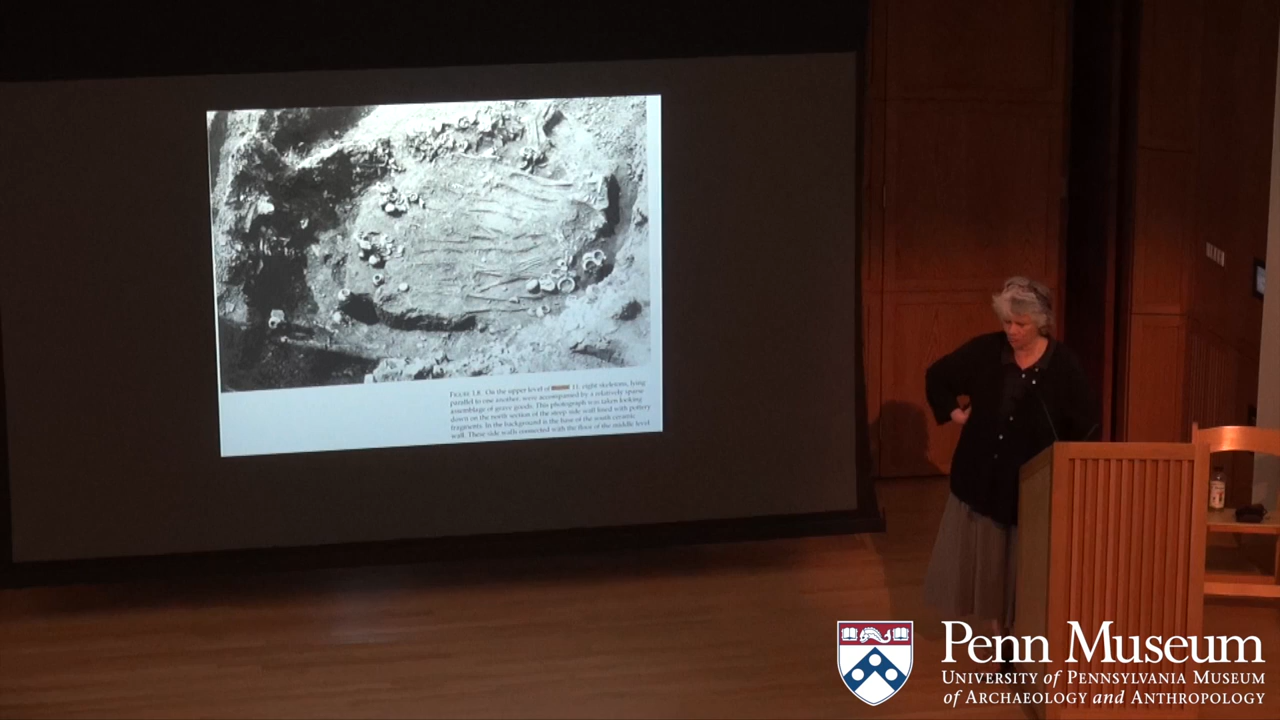 FIGURE 1.8. On the upper level of 11, eight skeletons, lying
parallel to one another, were accompanied by a relatively sparse
assemblage of grave goods. This photograph was taken looking
down on the north section of the steep side wall lined with pottery
fragments. In the background is the base of the south ceramic
wall. These side walls connected with the floor of the middle level
Penn Museum
UNIVERSITY of PENNSYLVANIA MUSEUM
of ARCHAEOLOGY and ANTHROPOLOGY